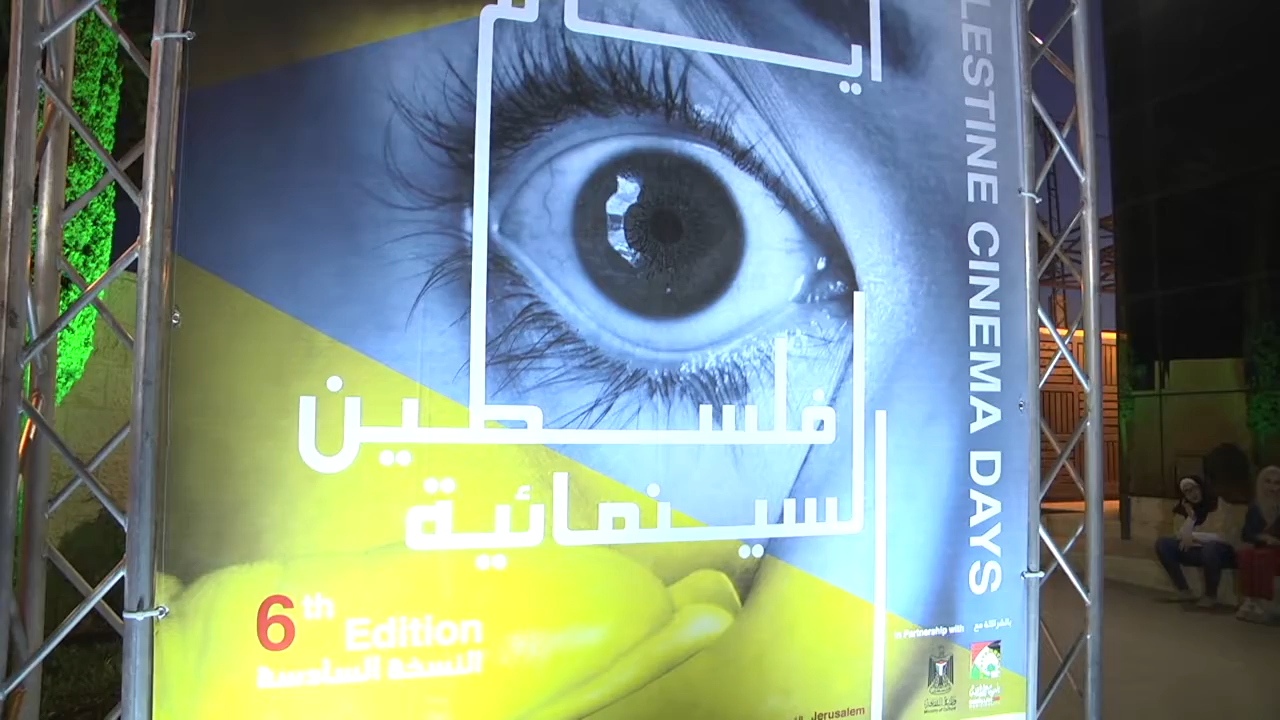 أيام
فلسطين
السينمائية
LESTINE CINEMA DAYS
6th Edition
النسخة السادسة
In Partnership with
بالشراكة مع
Jerusalem